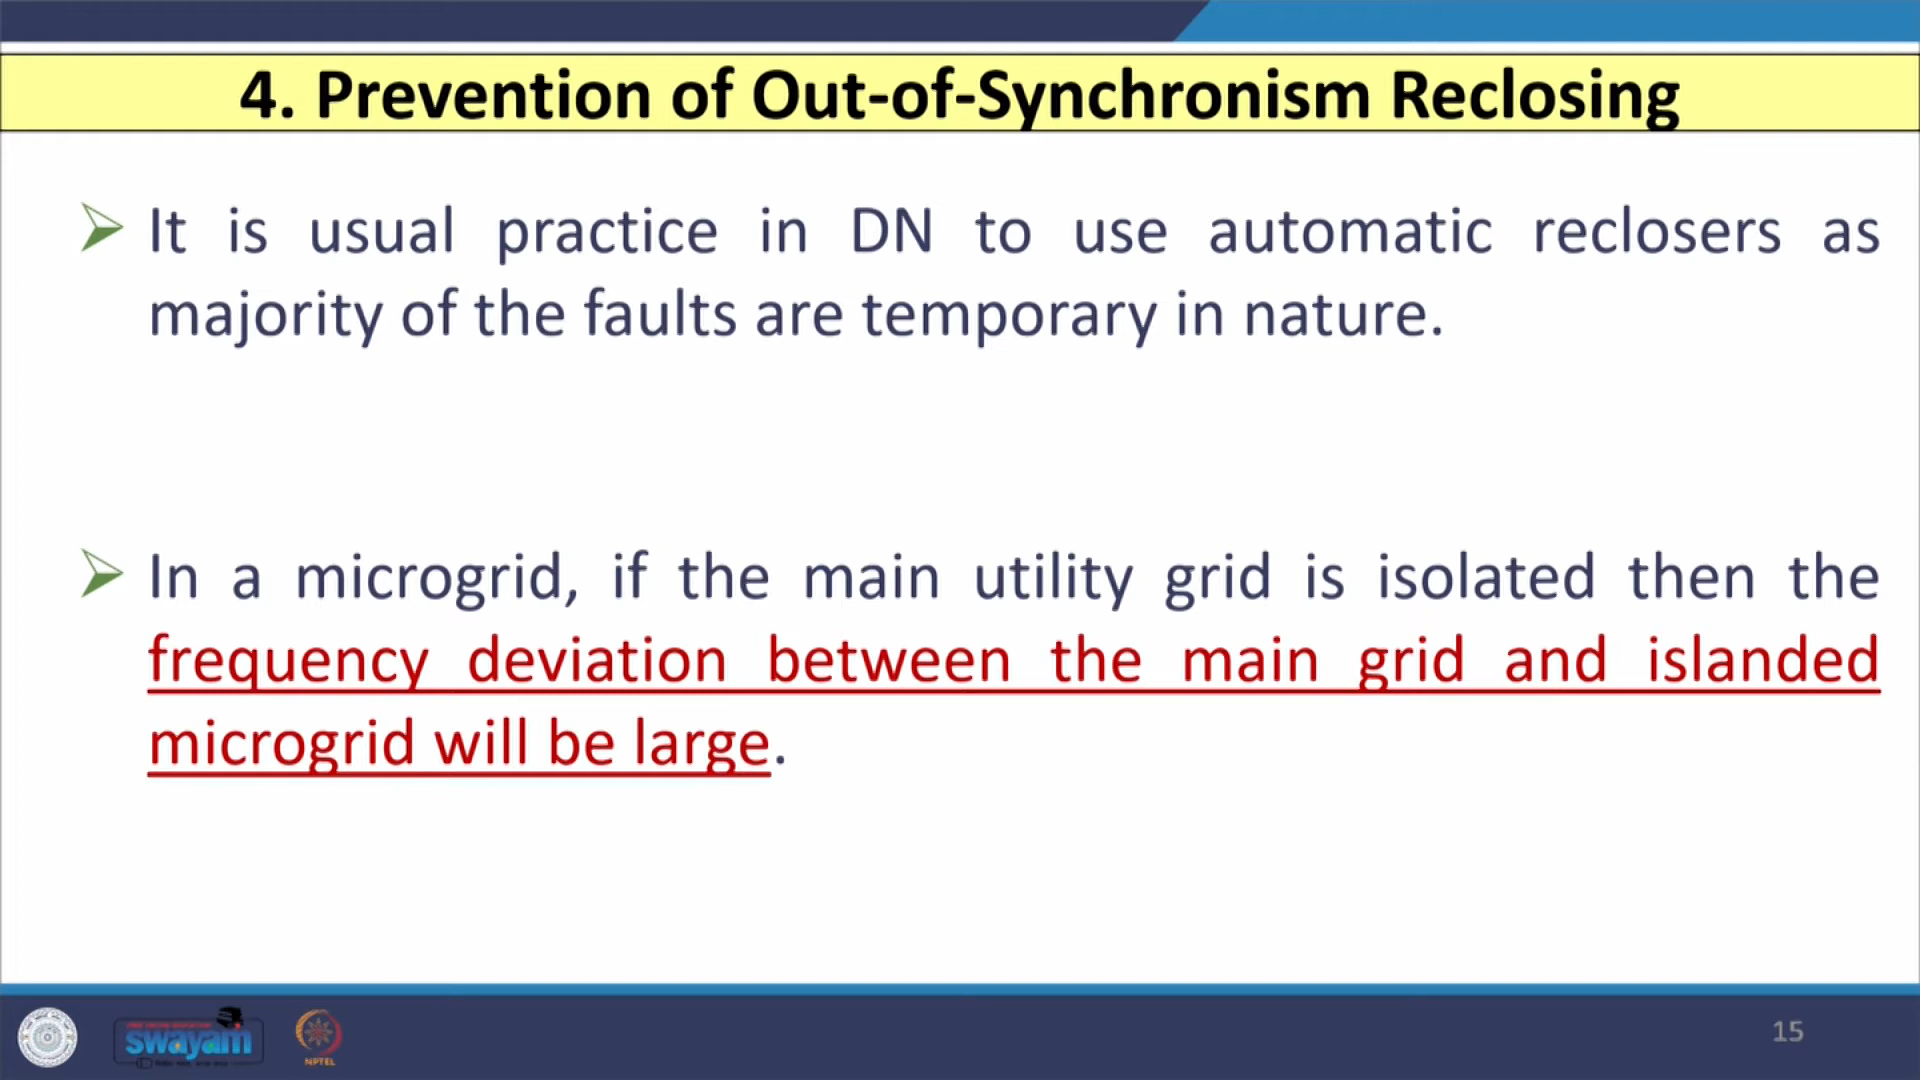 4. Prevention of Out-of-Synchronism Reclosing
It is usual practice in DN to use automatic reclosers as
majority of the faults are temporary in nature.
In a microgrid, if the main utility grid is isolated then the
frequency deviation between the main grid and islanded
microgrid will be large.
swayam
NPTEL
15